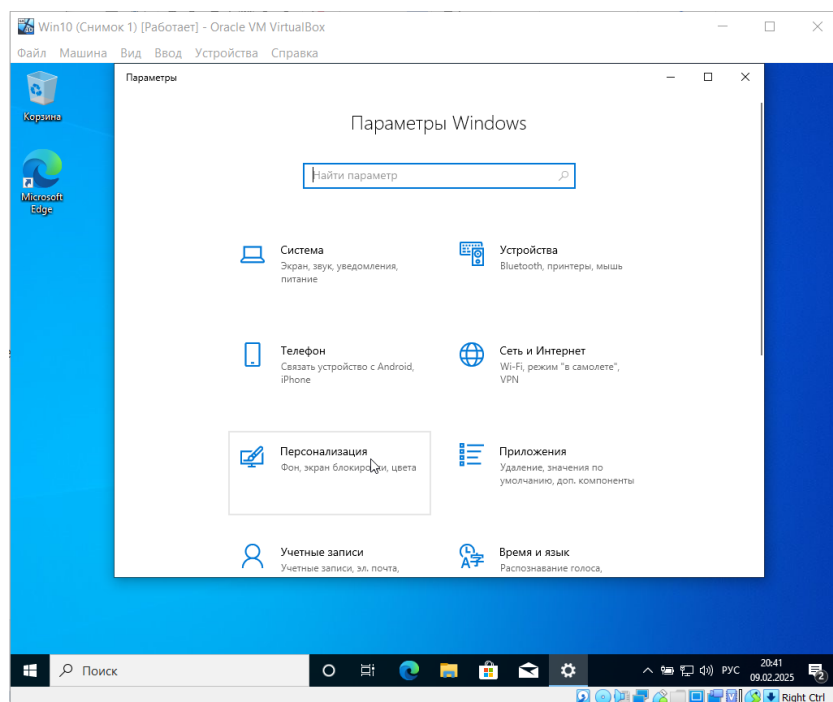 Win10 (Снимок 1) [Работает] - Oracle VM VirtualBox
Файл Машина Вид Ввод Устройства Справка
Корзина
Microsoft
Edge
Параметры
Параметры Windows
Найти параметр
Система
Экран, звук, уведомления,
питание
Устройства
Bluetooth, принтеры, мышь
Телефон
Связать устройство с Android,
iPhone
Сеть и Интернет
Wi-Fi, режим "в самолете",
VPN
Персонализация
Фон, экран блокировки, цвета
Приложения
Удаление, значения по
умолчанию, доп. компоненты
Учетные записи
Учетные записи, эл. почта,
Время и язык
Распознавание голоса,
Поиск
РУС
20:41
09.02.2025
2
Right Ctrl